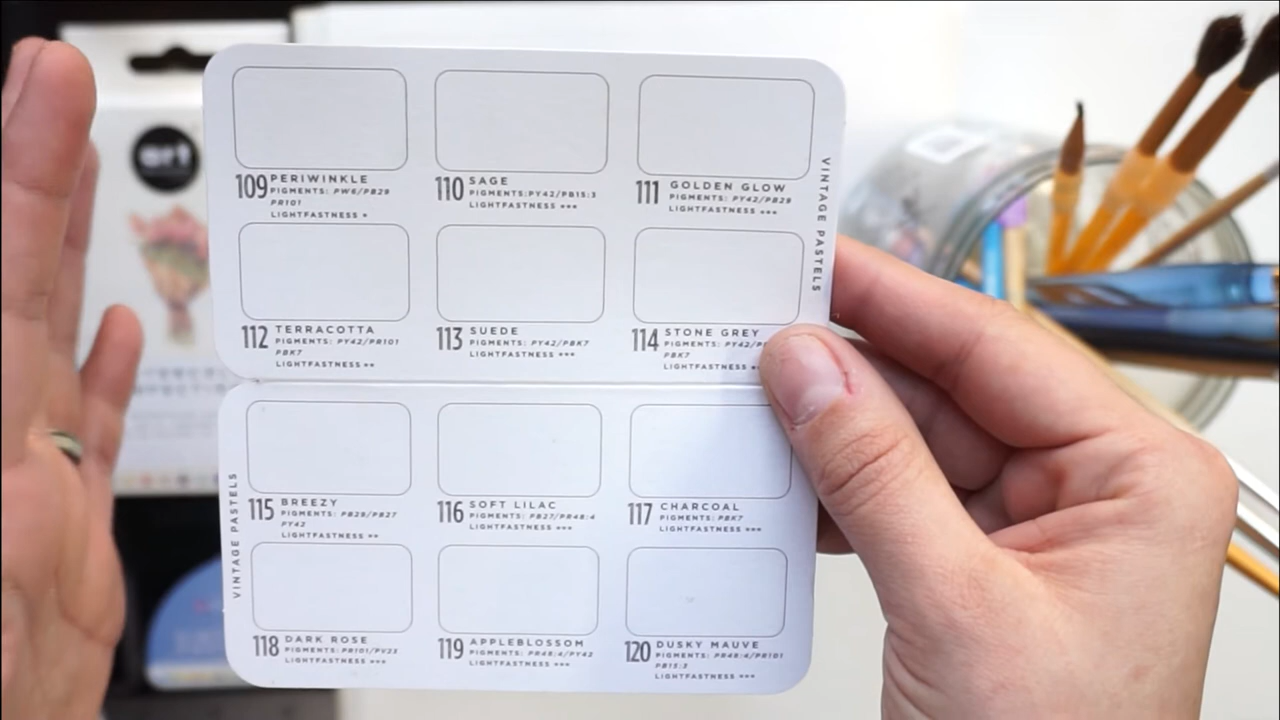 art
109 PERIWINKLE
PIGMENTS: PW6/PB29
PR101
LIGHTFASTNESS *
110 SAGE
PIGMENTS:PY42/PB15:3
LIGHTFASTNESS ***
111 GOLDEN GLOW
PIGMENTS: PY42/PB29
LIGHTFASTNESS ***
VINTAGE PASTELS
112 TERRACOTTA
PIGMENTS: PY42/PR101
PBK7
LIGHTFASTNESS **
113 SUEDE
PIGMENTS: PY42/PBK7
LIGHTFASTNESS ***
114 STONE GREY
PIGMENTS:
PBK7
LIGHTFASTNESS
115 BREEZY
PIGMENTS: PB29/PB27
PY42
LIGHTFASTNESS **
116 SOFT LILAC
PIGMENTS: PB27/PR48:4
LIGHTFASTNESS ***
117 CHARCOAL
PIGMENTS: PBK7
LIGHTFASTNESS ***
VINTAGE PASTELS
118 DARK ROSE
PIGMENTS: PR101/PV23
LIGHTFASTNESS ***
119 APPLEBLOSSOM
PIGMENTS: PR48:4/PY42
LIGHTFASTNESS ***
120 DUSKY MAUVE
PIGMENTS: PR48:4/PR101
PB15:3
LIGHTFASTNESS ***